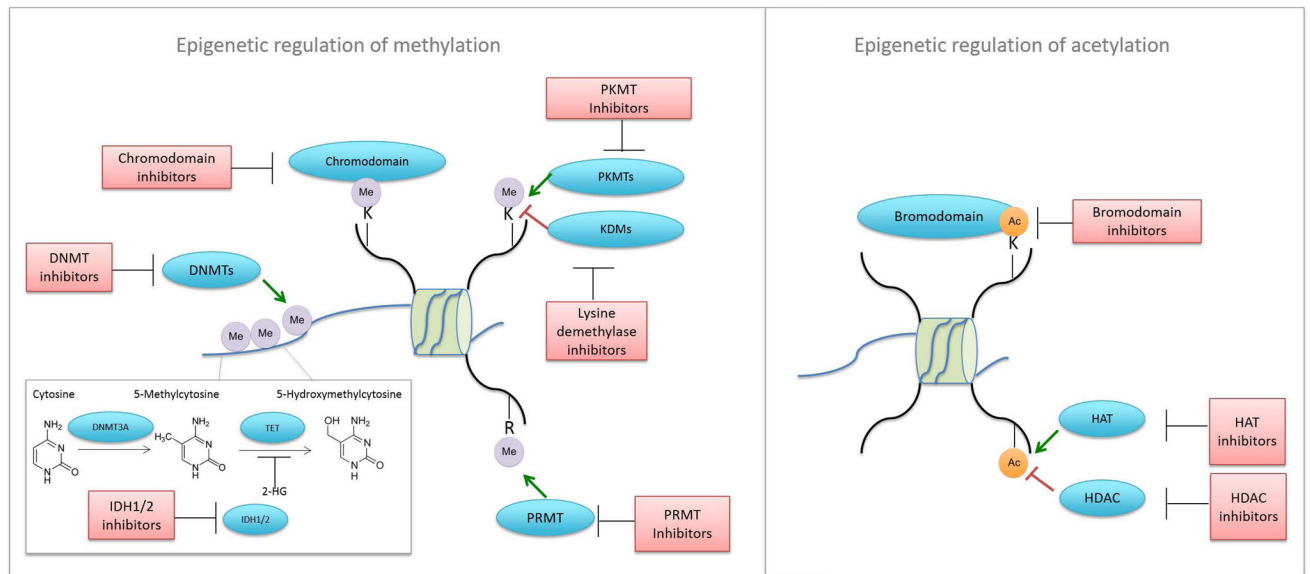 Epigenetic regulation of methylation
PKMT
Inhibitors
Chromodomain
inhibitors
Chromodomain
Me
K
Me
K
PKMTs
KDMs
DNMT
inhibitors
DNMTs
Me
Me
Me
Lysine
demethylase
inhibitors
Cytosine
5-Methylcytosine
5-Hydroxymethylcytosine
NH₂
N
N
H
O
DNMT3A
H₃C
NH₂
N
N
H
O
TET
OH
NH₂
N
N
H
O
2-HG
IDH1/2
inhibitors
IDH1/2
R
Me
PRMT
PRMT
Inhibitors
Epigenetic regulation of acetylation
Bromodomain
Ac
K
Bromodomain
inhibitors
HAT
HAT
inhibitors
Ac
HDAC
HDAC
inhibitors